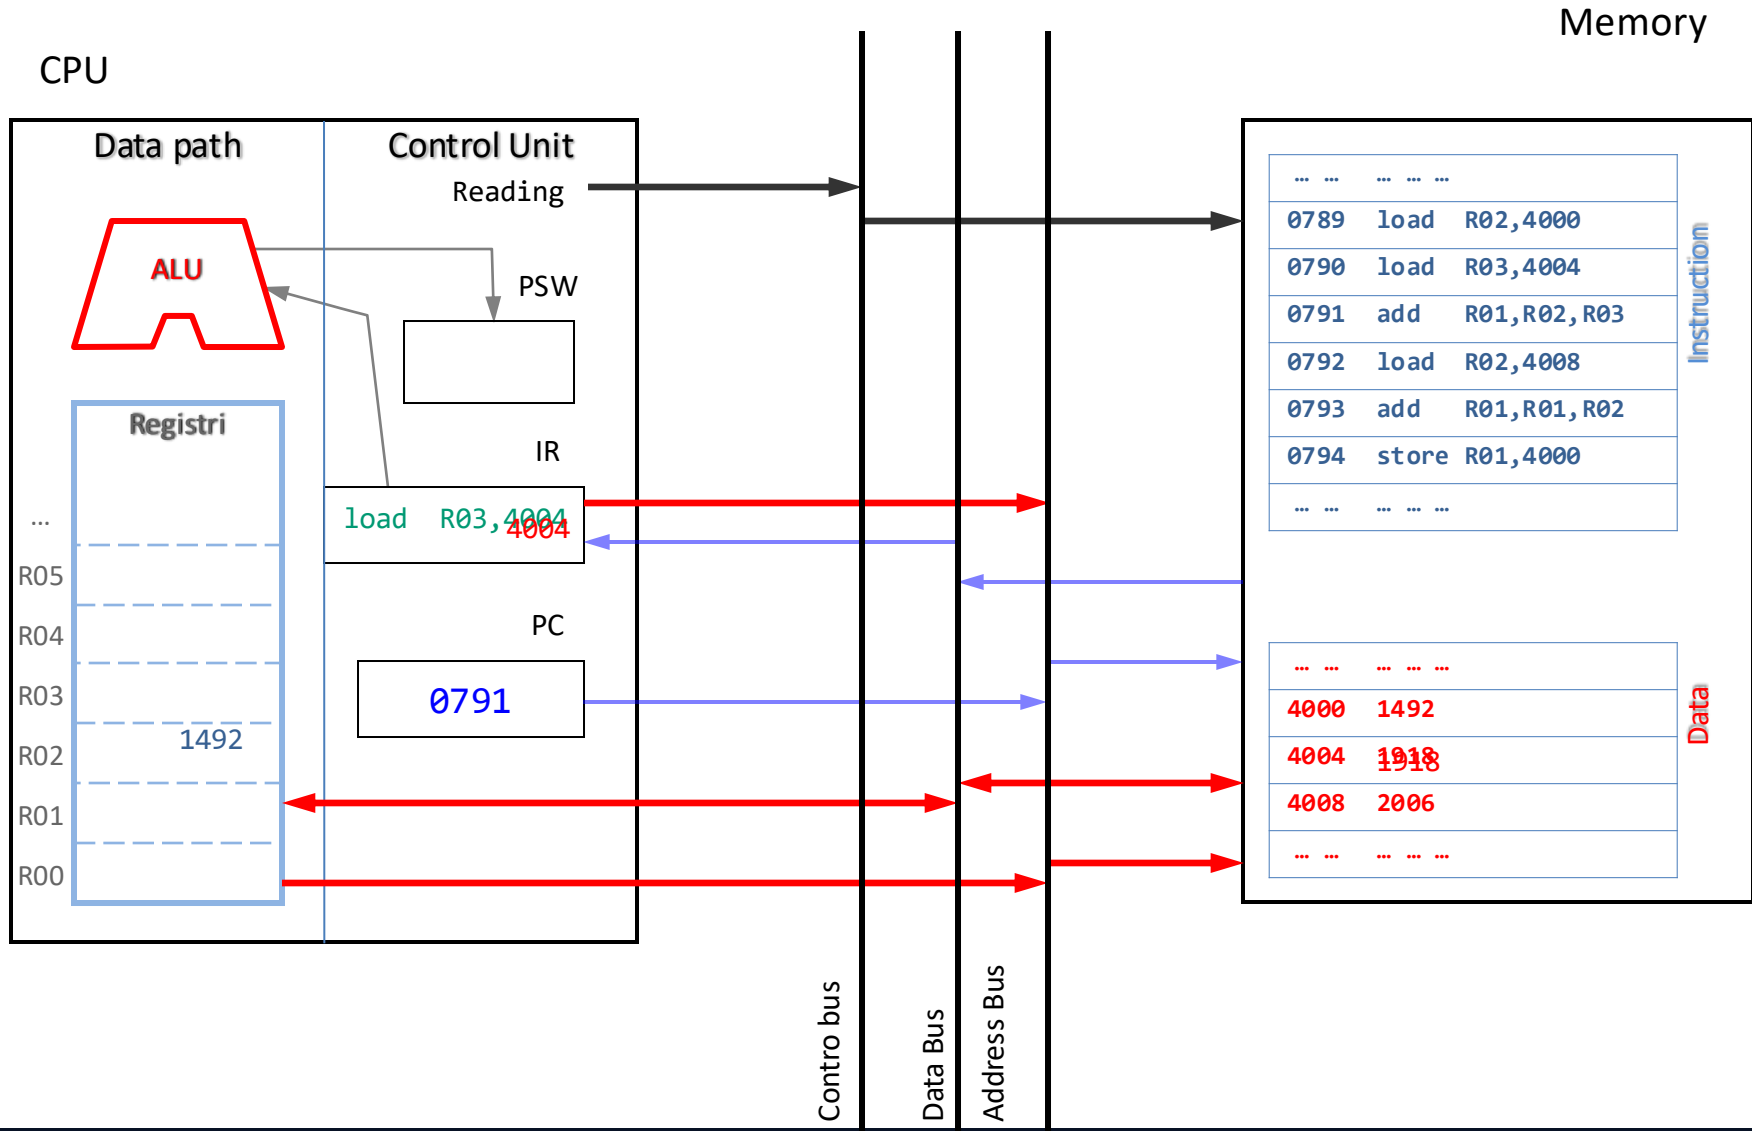 Memory
CPU
Data path
Control Unit
Reading
ALU
PSW
Registri
IR
load R03,4004
4004
PC
0791
...
R05
R04
R03
1492
R02
R01
R00
… … … … …
0789 load R02,4000
0790 load R03,4004
0791 add R01,R02,R03
0792 load R02,4008
0793 add R01,R01,R02
0794 store R01,4000
… … … … …
Instruction
… … … … …
4000 1492
4004 1918
1918
4008 2006
… … … … …
Data
Contro bus
Data Bus
Address Bus